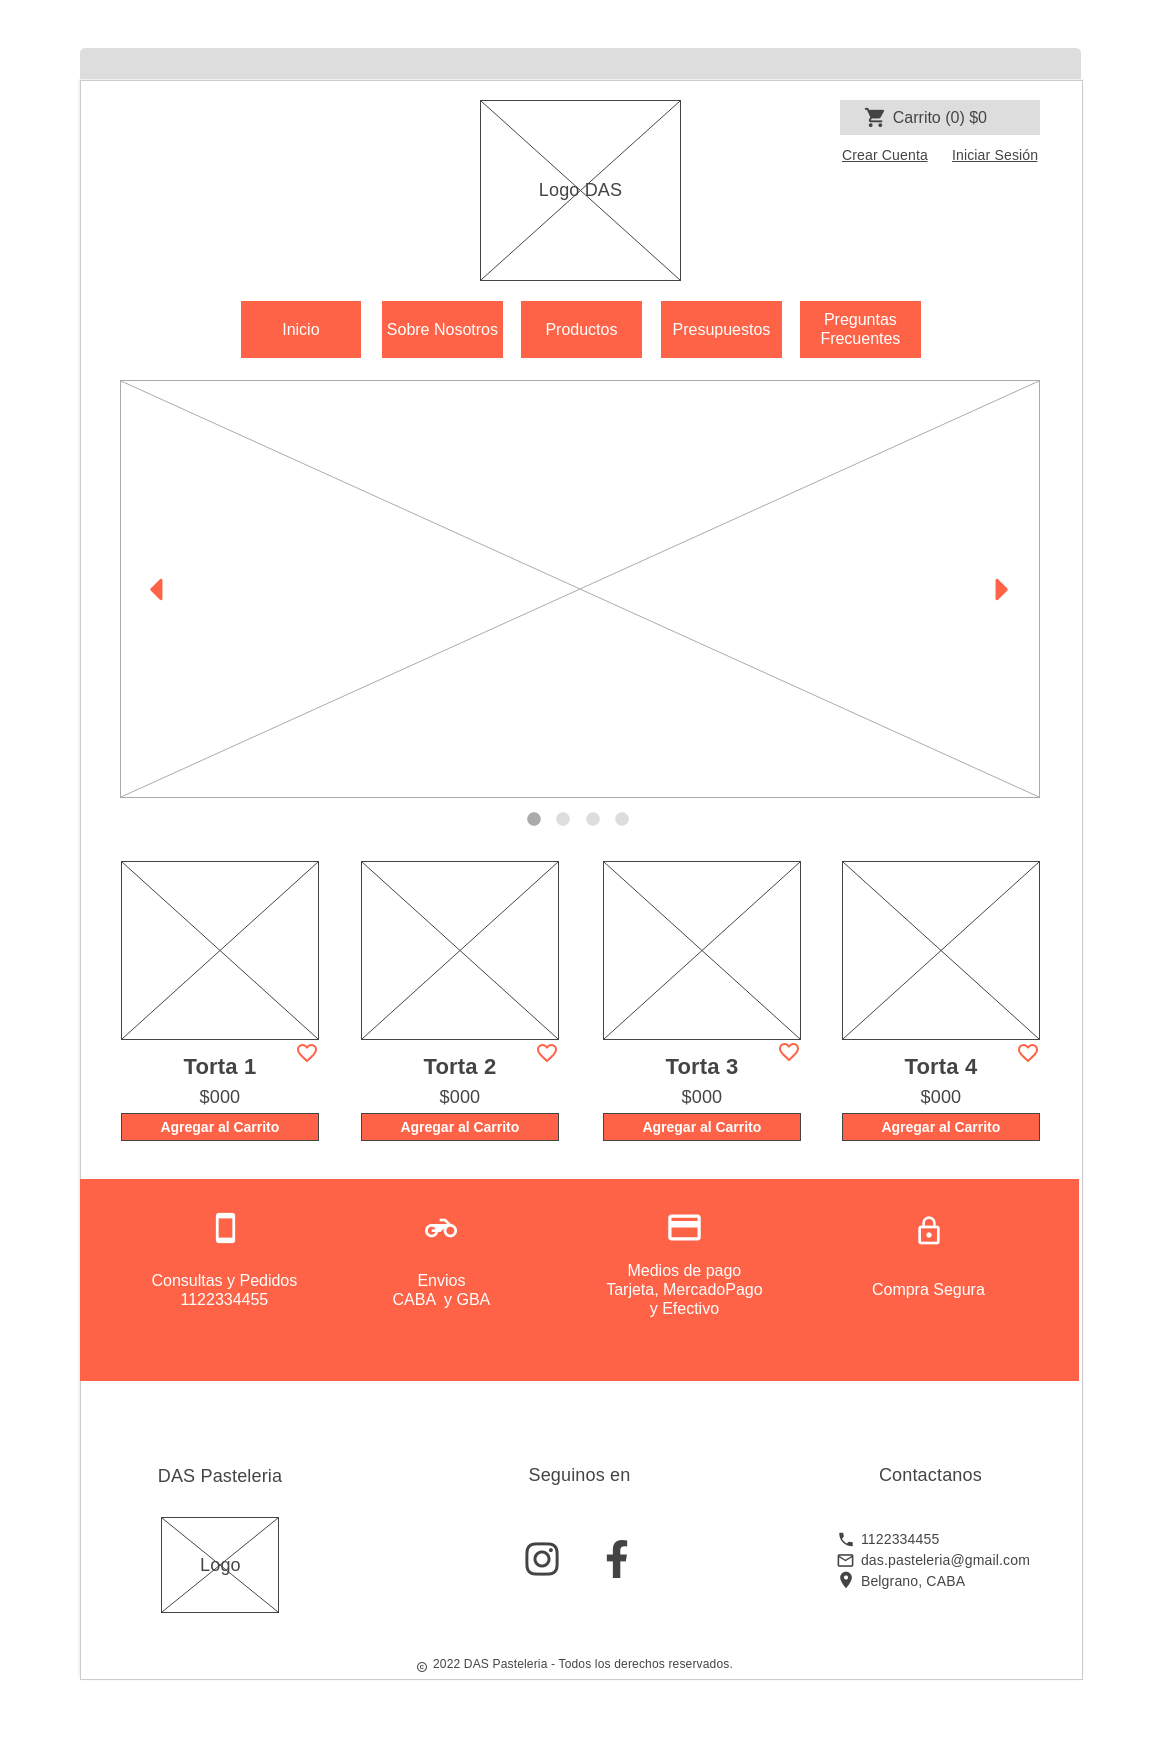 Logo DAS
Carrito (0) $0
Crear Cuenta Iniciar Sesión
Inicio
Sobre Nosotros
Productos
Presupuestos
Preguntas
Frecuentes
Torta 1
$000
Agregar al Carrito
Torta 2
$000
Agregar al Carrito
Torta 3
$000
Agregar al Carrito
Torta 4
$000
Agregar al Carrito
Consultas y Pedidos
1122334455
Envios
CABA y GBA
Medios de pago
Tarjeta, MercadoPago
y Efectivo
Compra Segura
DAS Pasteleria
Logo
Seguinos en
Contactanos
1122334455
das.pasteleria@gmail.com
Belgrano, CABA
© 2022 DAS Pasteleria - Todos los derechos reservados.